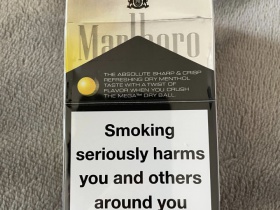 Marlboro
THE ABSOLUTE SHARP & CRISP
REFRESHING DRY MENTHOL
TASTE WITH A TWIST OF
FLAVOR WHEN YOU CRUSH
THE MEGA DRY BALL.
Smoking
seriously harms
you and others
around you